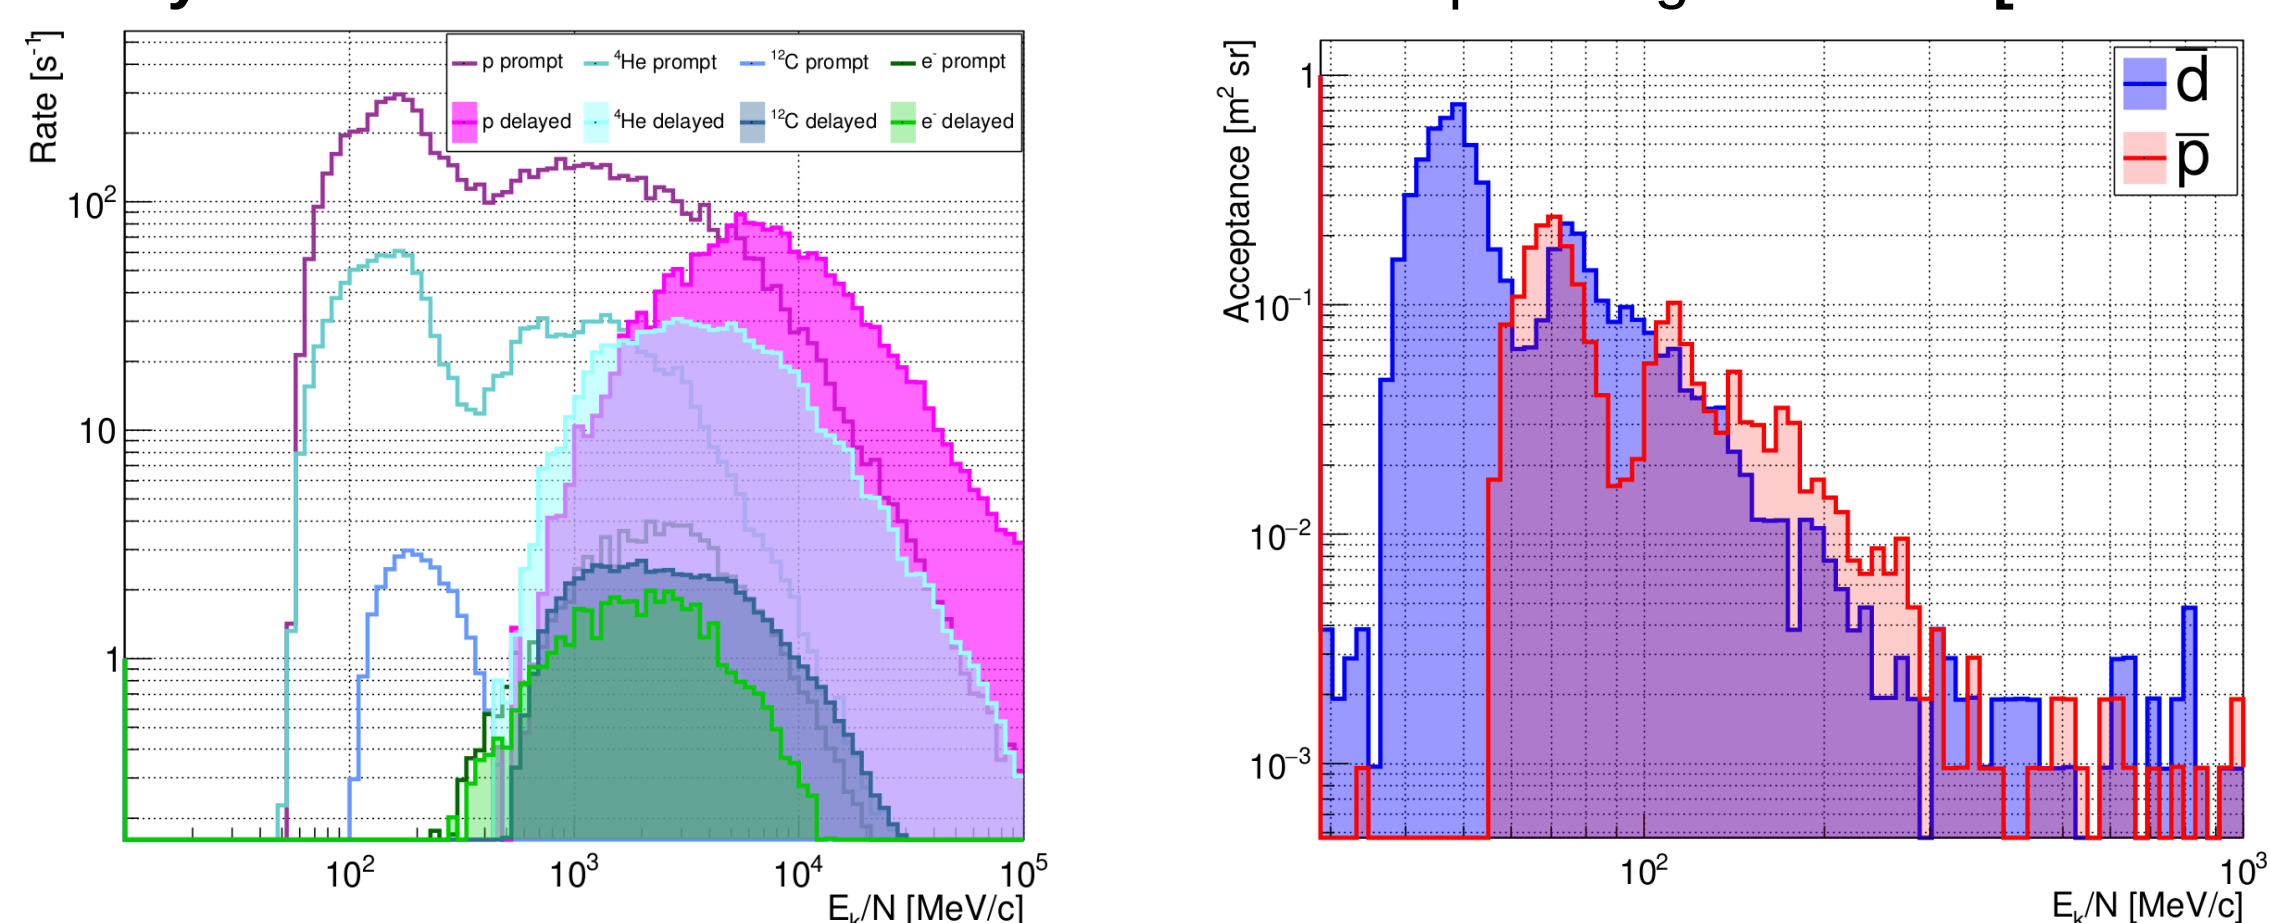 Rate [s⁻¹]
p prompt ⁴He prompt ¹²C prompt e⁻ prompt
p delayed ⁴He delayed ¹²C delayed e⁻ delayed
10²
10
1
10² 10³ 10⁴ 10⁵
Eₖ/N [MeV/c]
Acceptance [m² sr]
d̅
p̅
1
10⁻¹
10⁻²
10⁻³
10² 10³
Eₖ/N [MeV/c]